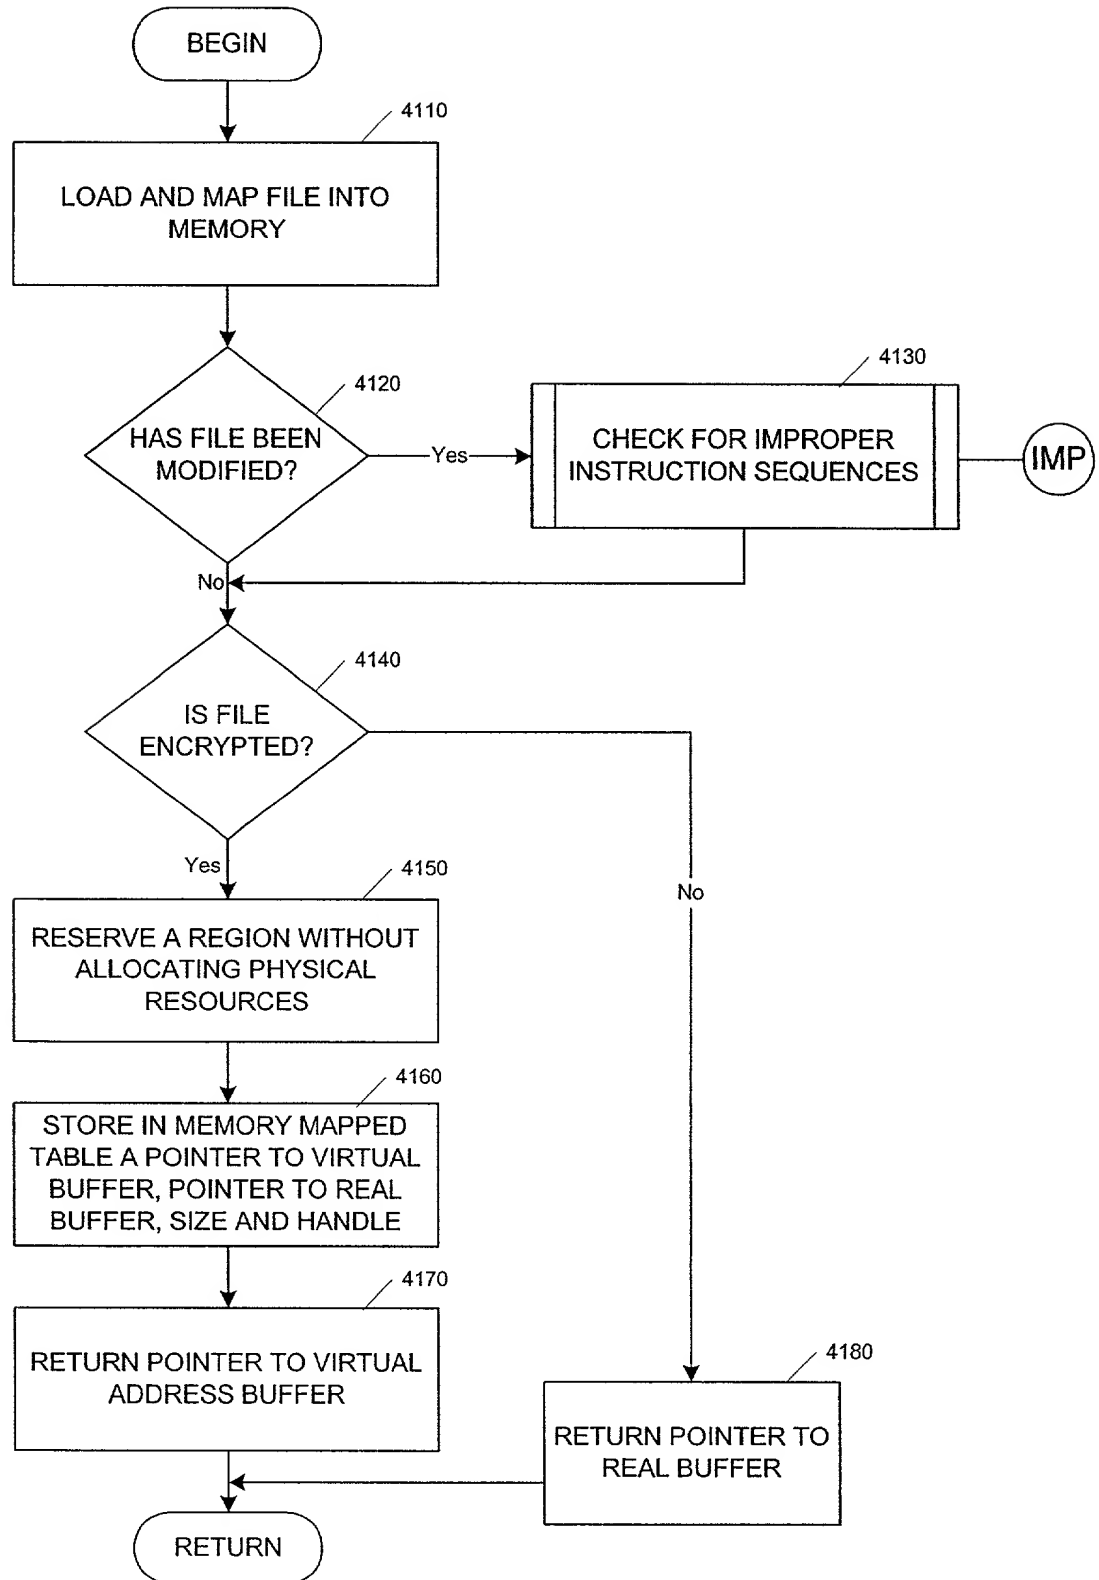 BEGIN
4110
LOAD AND MAP FILE INTO
MEMORY
4120
HAS FILE BEEN
MODIFIED?
Yes
4130
CHECK FOR IMPROPER
INSTRUCTION SEQUENCES
IMP
No
4140
IS FILE
ENCRYPTED?
Yes
No
4150
RESERVE A REGION WITHOUT
ALLOCATING PHYSICAL
RESOURCES
4160
STORE IN MEMORY MAPPED
TABLE A POINTER TO VIRTUAL
BUFFER, POINTER TO REAL
BUFFER, SIZE AND HANDLE
4170
RETURN POINTER TO VIRTUAL
ADDRESS BUFFER
4180
RETURN POINTER TO
REAL BUFFER
RETURN